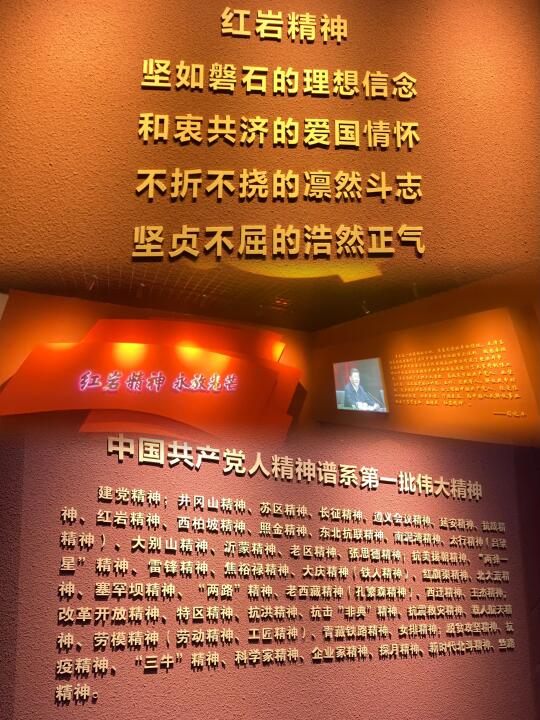 红岩精神
坚如磐石的理想信念
和衷共济的爱国情怀
不折不挠的凛然斗志
坚贞不屈的浩然正气
红岩精神 永放光芒
中国共产党人精神谱系第一批伟大精神
建党精神；井冈山精神、苏区精神、长征精神、遵义会议精神、延安精神、抗战精
神、红岩精神、西柏坡精神、照金精神、东北抗联精神、南泥湾精神、太行精神（吕梁
精神）、大别山精神、沂蒙精神、老区精神、张思德精神；抗美援朝精神、“两弹一
星”精神、雷锋精神、焦裕禄精神、大庆精神（铁人精神）、红旗渠精神、北大荒精
神、塞罕坝精神、“两路”精神、老西藏精神（孔繁森精神）、西迁精神、王杰精神；
改革开放精神、特区精神、抗洪精神、抗击“非典”精神、抗震救灾精神、载人航天精
神、劳模精神（劳动精神、工匠精神）、青藏铁路精神、女排精神；脱贫攻坚精神、抗
疫精神、“三牛”精神、科学家精神、企业家精神、探月精神、新时代北斗精神、丝路
精神。